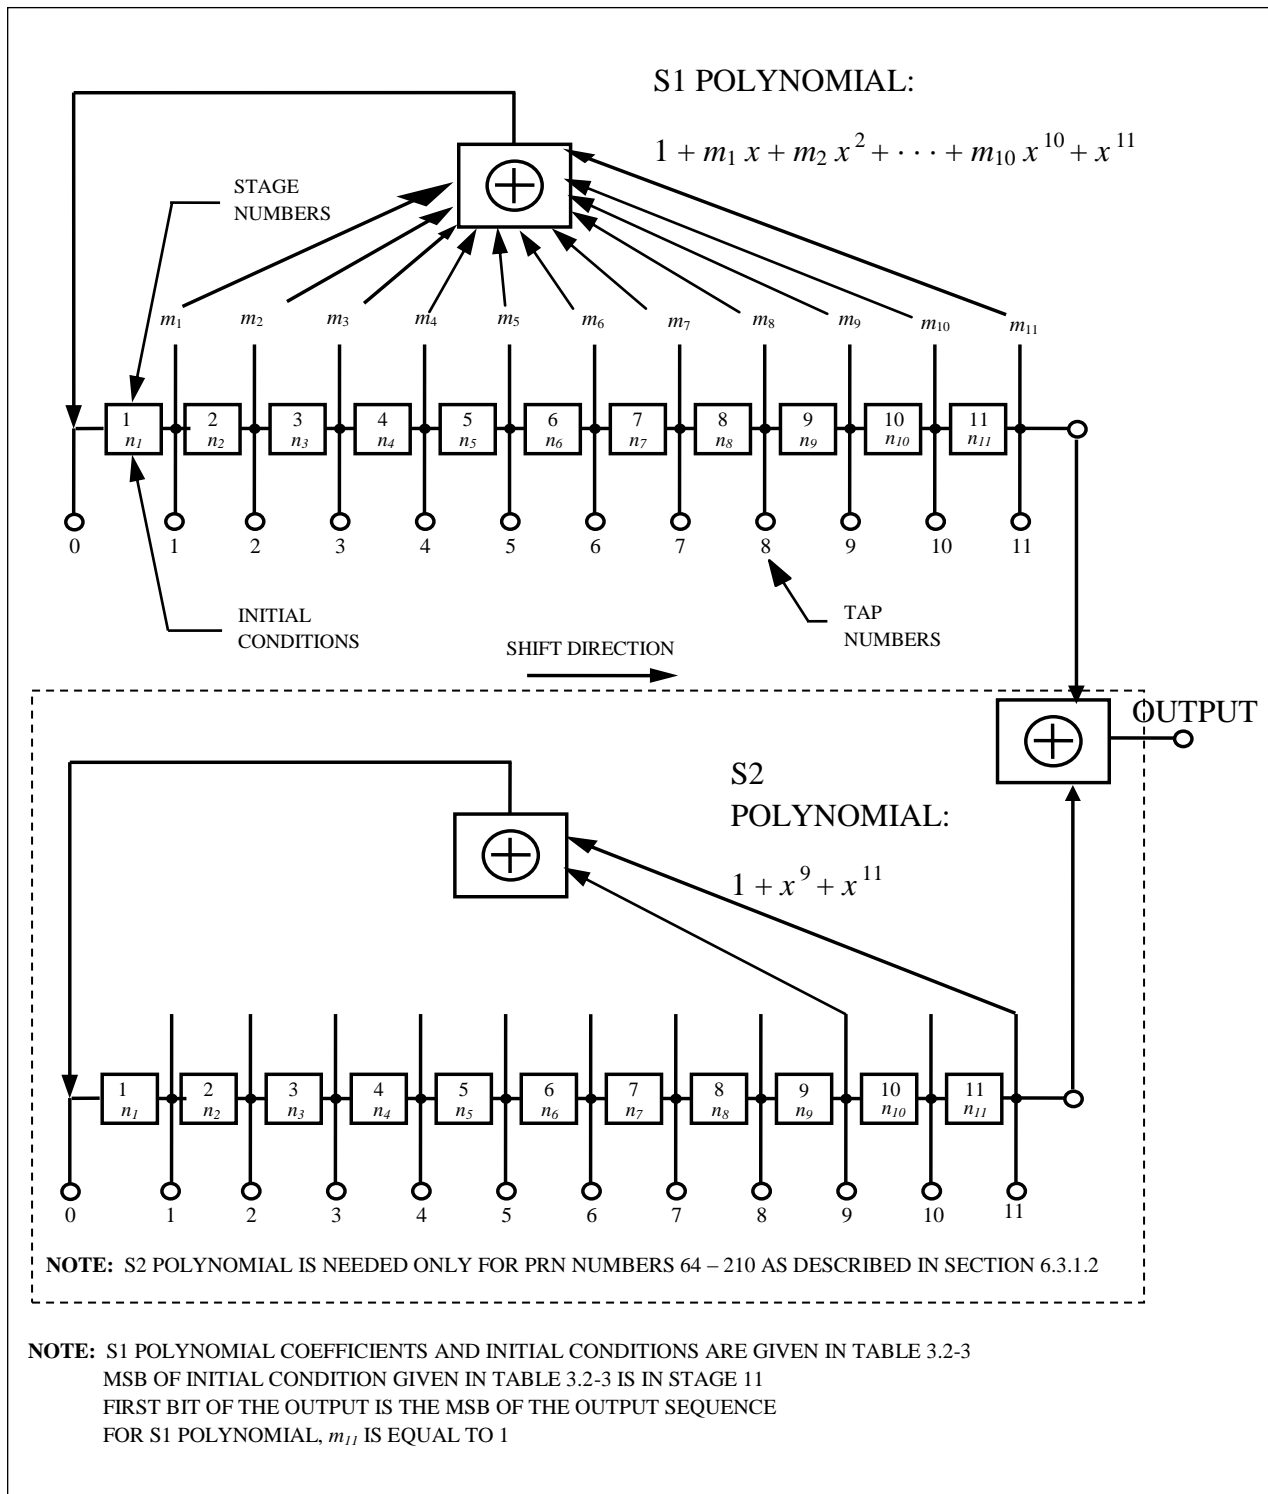 S1 POLYNOMIAL:
1 + m₁ x + m₂ x² + · · · + m₁₀ x¹⁰ + x¹¹
STAGE
NUMBERS
m₁ m₂ m₃ m₄ m₅ m₆ m₇ m₈ m₉ m₁₀ m₁₁
1 2 3 4 5 6 7 8 9 10 11
n₁ n₂ n₃ n₄ n₅ n₆ n₇ n₈ n₉ n₁₀ n₁₁
0 1 2 3 4 5 6 7 8 9 10 11
INITIAL
CONDITIONS
TAP
NUMBERS
SHIFT DIRECTION
OUTPUT
S2
POLYNOMIAL:
1 + x⁹ + x¹¹
1 2 3 4 5 6 7 8 9 10 11
n₁ n₂ n₃ n₄ n₅ n₆ n₇ n₈ n₉ n₁₀ n₁₁
0 1 2 3 4 5 6 7 8 9 10 11
NOTE: S2 POLYNOMIAL IS NEEDED ONLY FOR PRN NUMBERS 64 – 210 AS DESCRIBED IN SECTION 6.3.1.2
NOTE: S1 POLYNOMIAL COEFFICIENTS AND INITIAL CONDITIONS ARE GIVEN IN TABLE 3.2-3
MSB OF INITIAL CONDITION GIVEN IN TABLE 3.2-3 IS IN STAGE 11
FIRST BIT OF THE OUTPUT IS THE MSB OF THE OUTPUT SEQUENCE
FOR S1 POLYNOMIAL, m₁₁ IS EQUAL TO 1